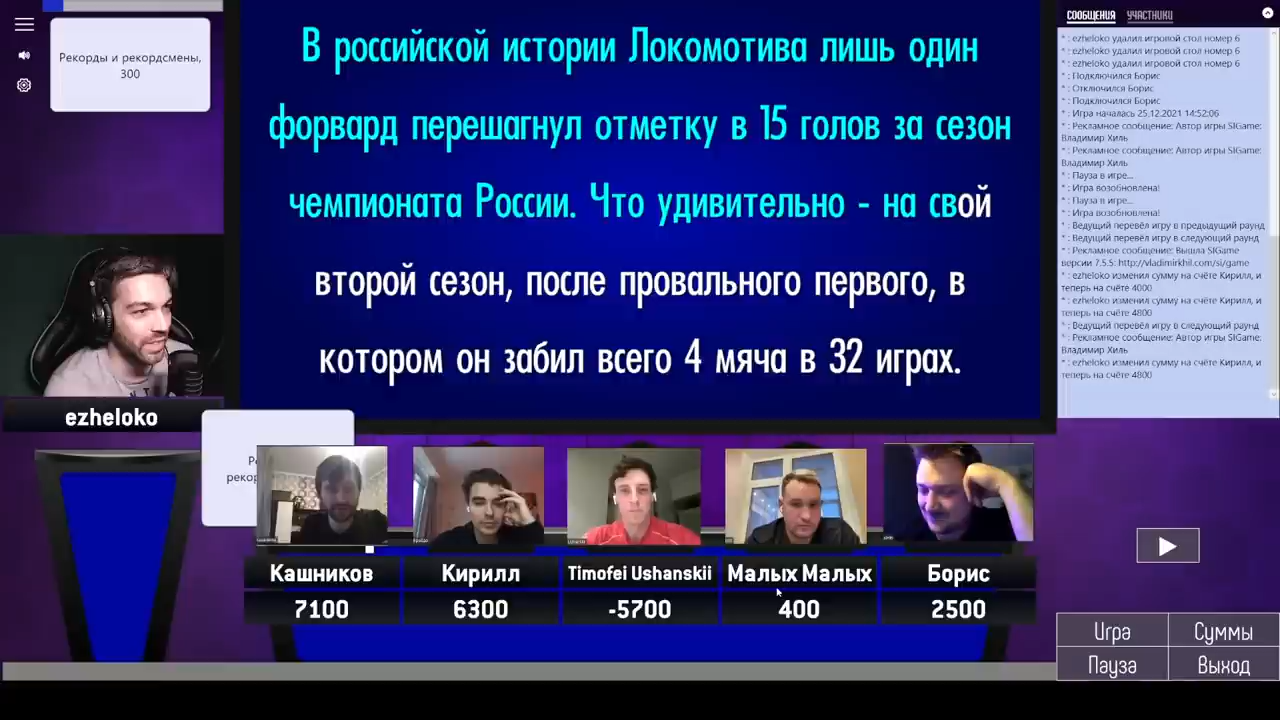 Рекорды и рекордсмены,
300
В российской истории Локомотива лишь один
форвард перешагнул отметку в 15 голов за сезон
чемпионата России. Что удивительно - на свой
второй сезон, после провального первого, в
котором он забил всего 4 мяча в 32 играх.
СООБЩЕНИЯ УЧАСТНИКИ
* : ezheloko удалил игровой стол номер 6
* : ezheloko удалил игровой стол номер 6
* : ezheloko удалил игровой стол номер 6
* : Подключился Борис
* : Отключился Борис
* : Подключился Борис
* : Игра началась 25.12.2021 14:52:06
* : Рекламное сообщение: Автор игры SIGame:
Владимир Хиль
* : Рекламное сообщение: Автор игры SIGame:
Владимир Хиль
* : Пауза в игре...
* : Игра возобновлена!
* : Пауза в игре...
* : Игра возобновлена!
* : Ведущий перевёл игру в предыдущий раунд
* : Ведущий перевёл игру в следующий раунд
* : Рекламное сообщение: Вышла SIGame
версии 7.5.5: http://vladimirkhil.com/si/game
* : ezheloko изменил сумму на счёте Кирилл, и
теперь на счёте 4000
* : ezheloko изменил сумму на счёте Кирилл, и
теперь на счёте 4800
* : Ведущий перевёл игру в следующий раунд
* : Рекламное сообщение: Автор игры SIGame:
Владимир Хиль
* : ezheloko изменил сумму на счёте Кирилл, и
теперь на счёте 4800
ezheloko
Кашников Кирилл Timofei Ushanskii Малых Малых Борис
7100 6300 -5700 400 2500
Игра Суммы
Пауза Выход